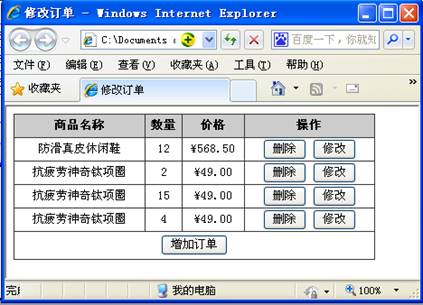 修改订单 - Windows Internet Explorer
C:\Documents 百度一下，你就知
文件(F) 编辑(E) 查看(V) 收藏夹(A) 工具(T) 帮助(H)
收藏夹 修改订单
商品名称 数量 价格 操作
防滑真皮休闲鞋 12 ¥568.50 删除 修改
抗疲劳神奇钛项圈 2 ¥49.00 删除 修改
抗疲劳神奇钛项圈 15 ¥49.00 删除 修改
抗疲劳神奇钛项圈 4 ¥49.00 删除 修改
增加订单
我的电脑 100%